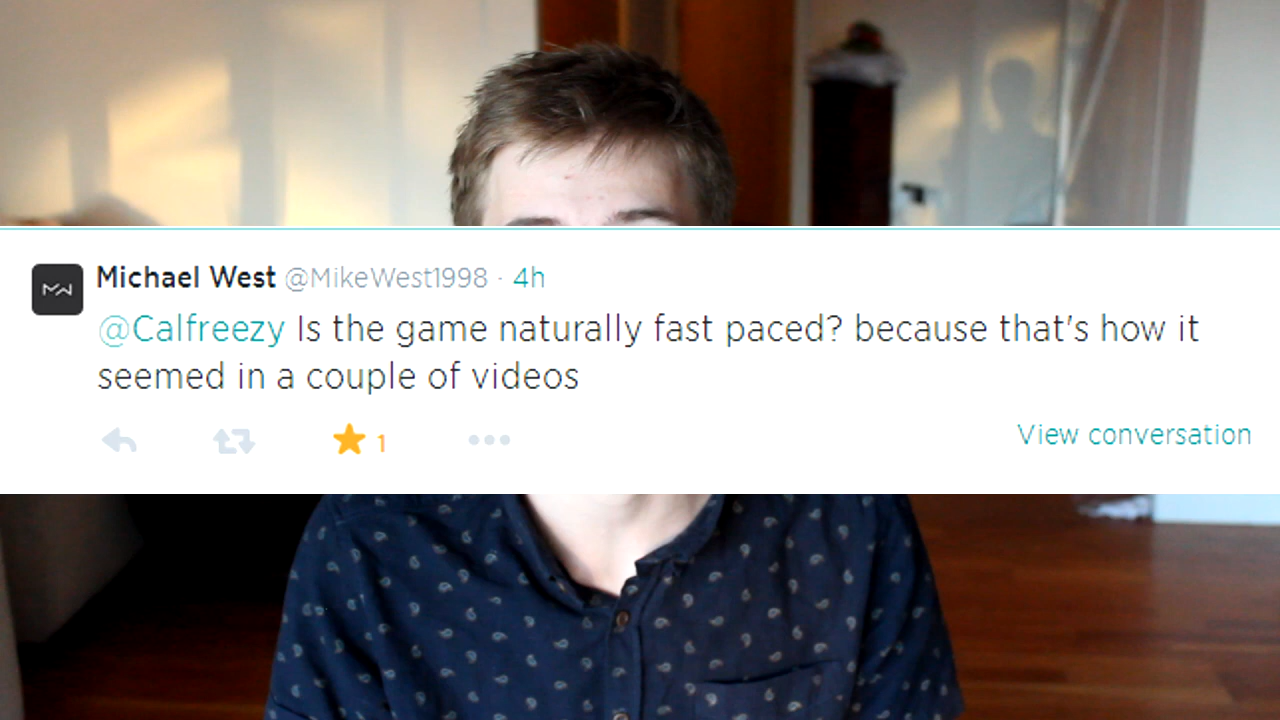 MW
Michael West @MikeWest1998 · 4h
@Calfreezy Is the game naturally fast paced? because that's how it
seemed in a couple of videos
1
View conversation